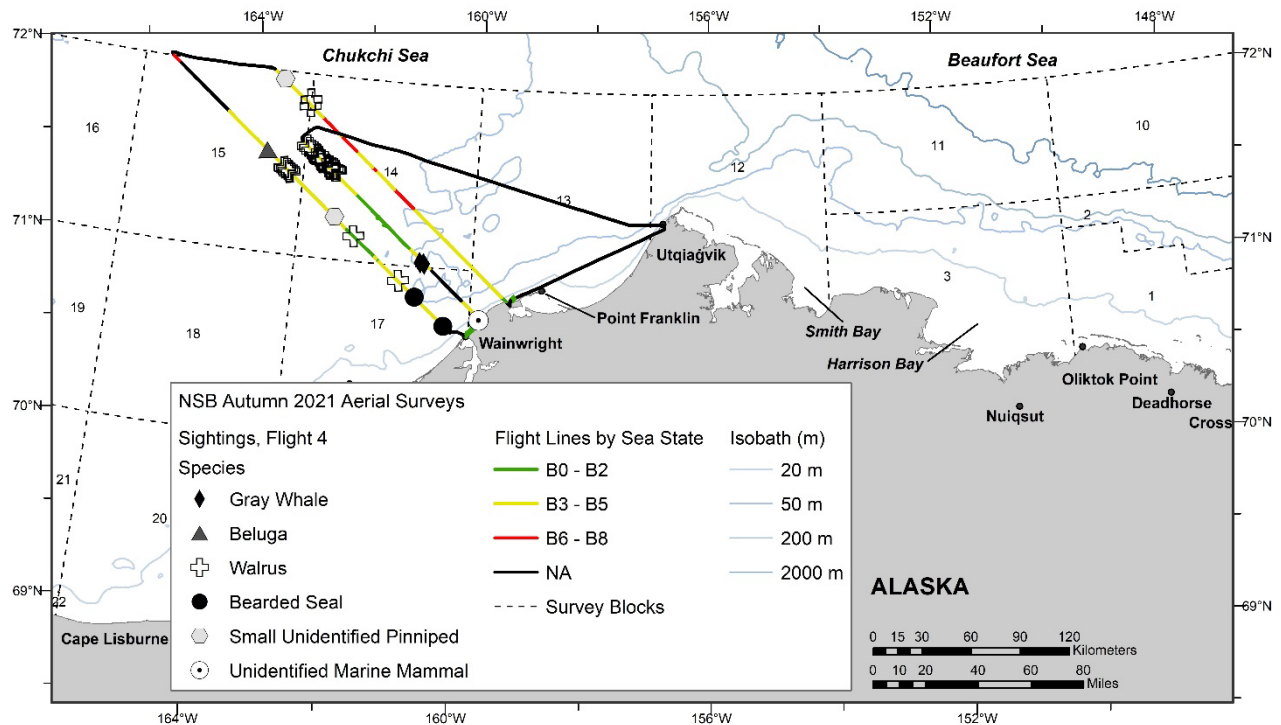 164°W 160°W 152°W 148°W
72°N Chukchi Sea Beaufort Sea 72°N
16
15
14
13
12
11
10
71°N
71°N
2
Utqiaġvik
3
1
19
18
17
Point Franklin
Smith Bay
Wainwright
Harrison Bay
Oliktok Point
Deadhorse
Nuiqsut
Cross
70°N
70°N
21
20
22
69°N
69°N
Cape Lisburne
NSB Autumn 2021 Aerial Surveys
Sightings, Flight 4
Species
Gray Whale
Beluga
Walrus
Bearded Seal
Small Unidentified Pinniped
Unidentified Marine Mammal
Flight Lines by Sea State
B0 - B2
B3 - B5
B6 - B8
NA
Survey Blocks
Isobath (m)
20 m
50 m
200 m
2000 m
ALASKA
0 15 30 60 90 120
Kilometers
0 10 20 40 60 80
Miles
164°W 160°W 156°W 152°W